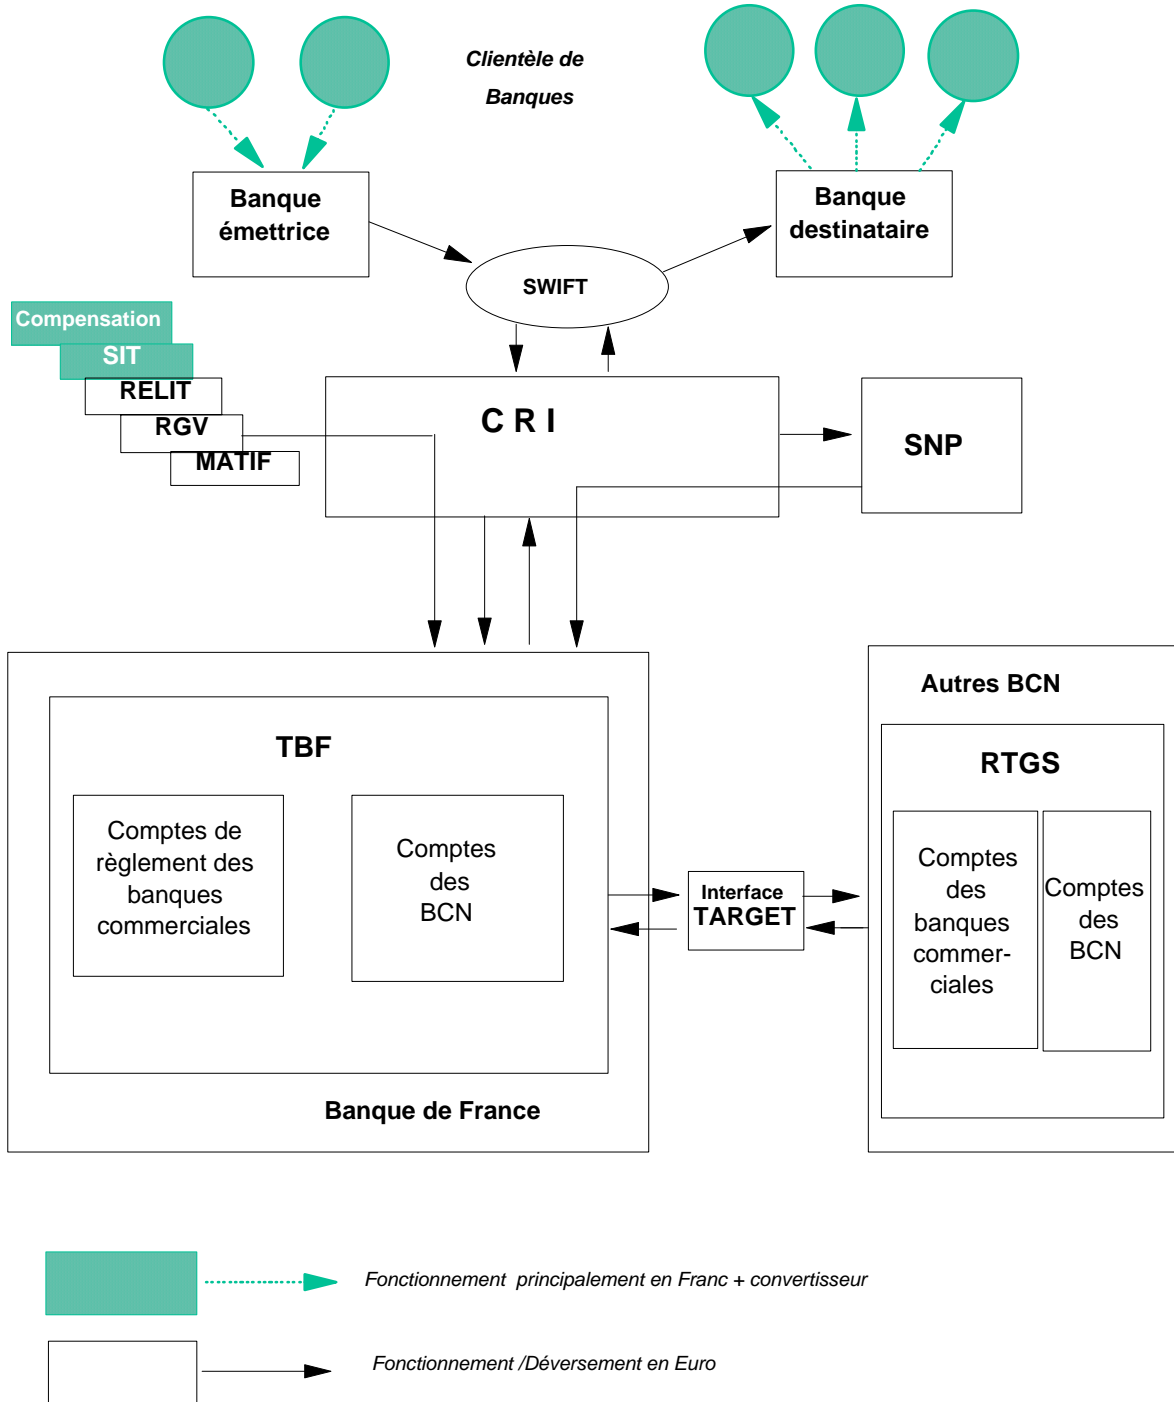 Clientèle de
Banques
Banque
émettrice
Banque
destinataire
SWIFT
Compensation
SIT
RELIT
RGV
MATIF
C R I
SNP
Autres BCN
TBF
RTGS
Comptes de
règlement des
banques
commerciales
Comptes
des
BCN
Interface
TARGET
Comptes
des
banques
commer-
ciales
Comptes
des
BCN
Banque de France
Fonctionnement principalement en Franc + convertisseur
Fonctionnement /Déversement en Euro